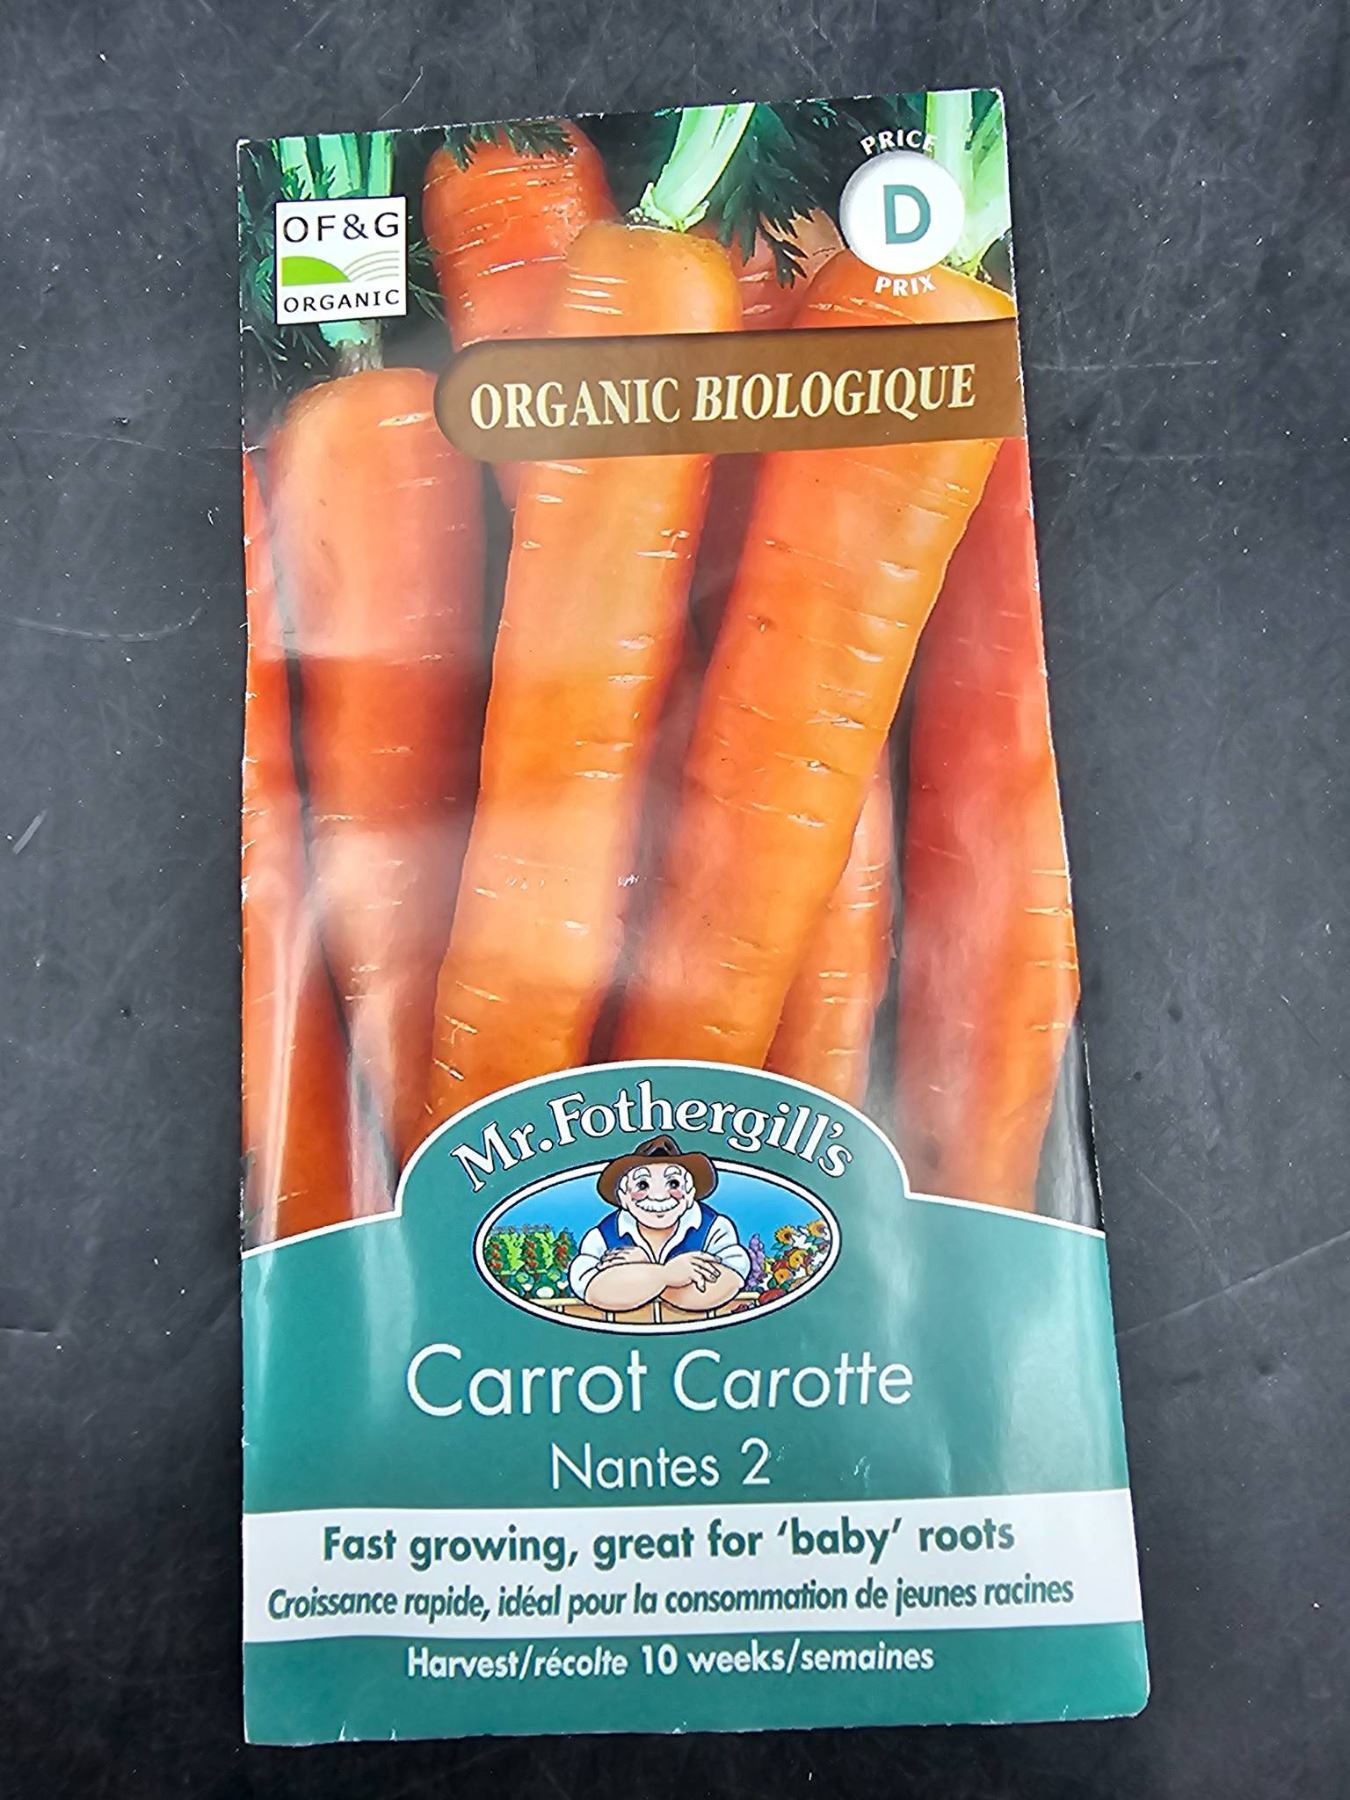 PRICE
D
PRIX
OF&G
ORGANIC
ORGANIC BIOLOGIQUE
Mr. Fothergill's
Carrot Carotte
Nantes 2
Fast growing, great for ‘baby’ roots
Croissance rapide, idéal pour la consommation de jeunes racines
Harvest/récolte 10 weeks/semaines